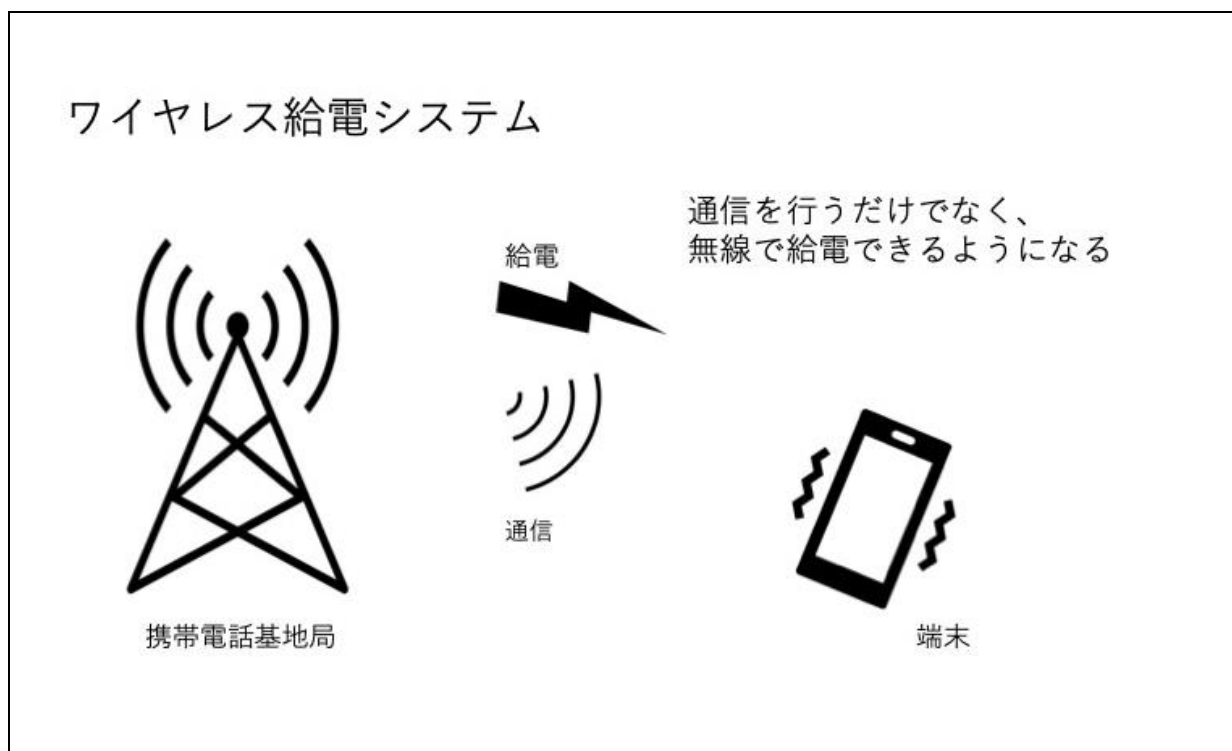 ワイヤレス給電システム
通信を行うだけでなく、
無線で給電できるようになる
給電
通信
携帯電話基地局
端末